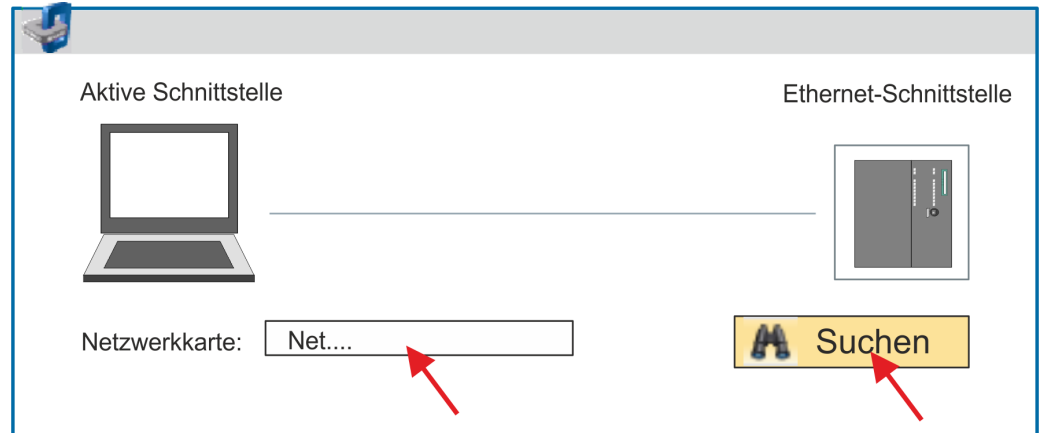 Aktive Schnittstelle
Ethernet-Schnittstelle
Netzwerkkarte:
Net....
Suchen